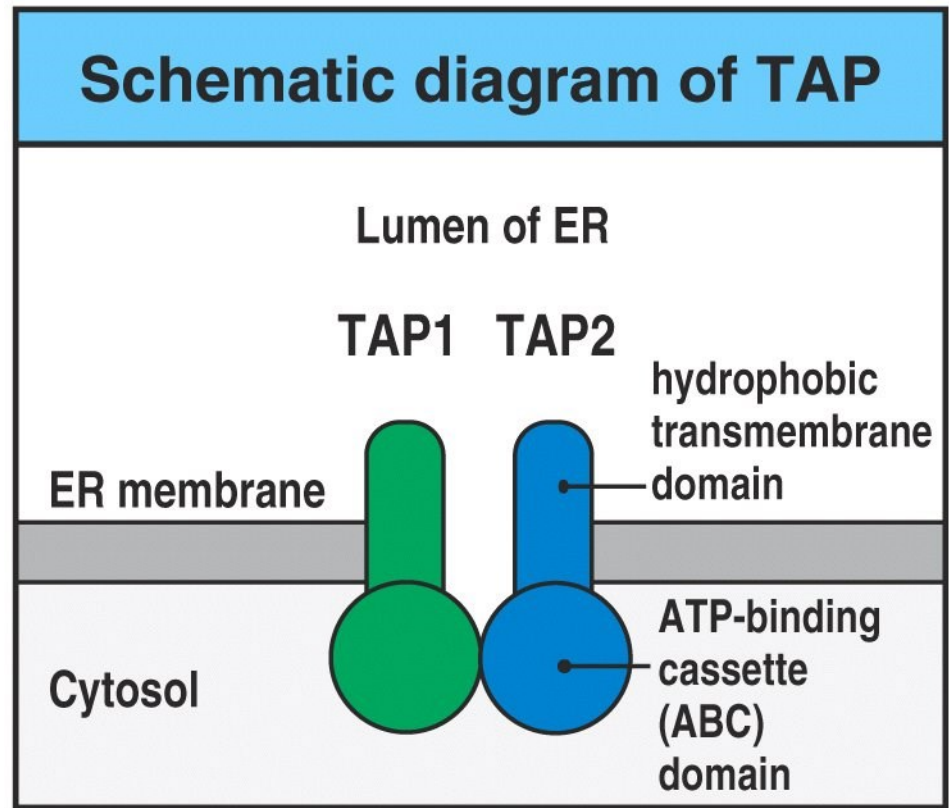 Schematic diagram of TAP
Lumen of ER
TAP1 TAP2
hydrophobic
transmembrane
domain
ER membrane
ATP-binding
cassette
(ABC)
domain
Cytosol